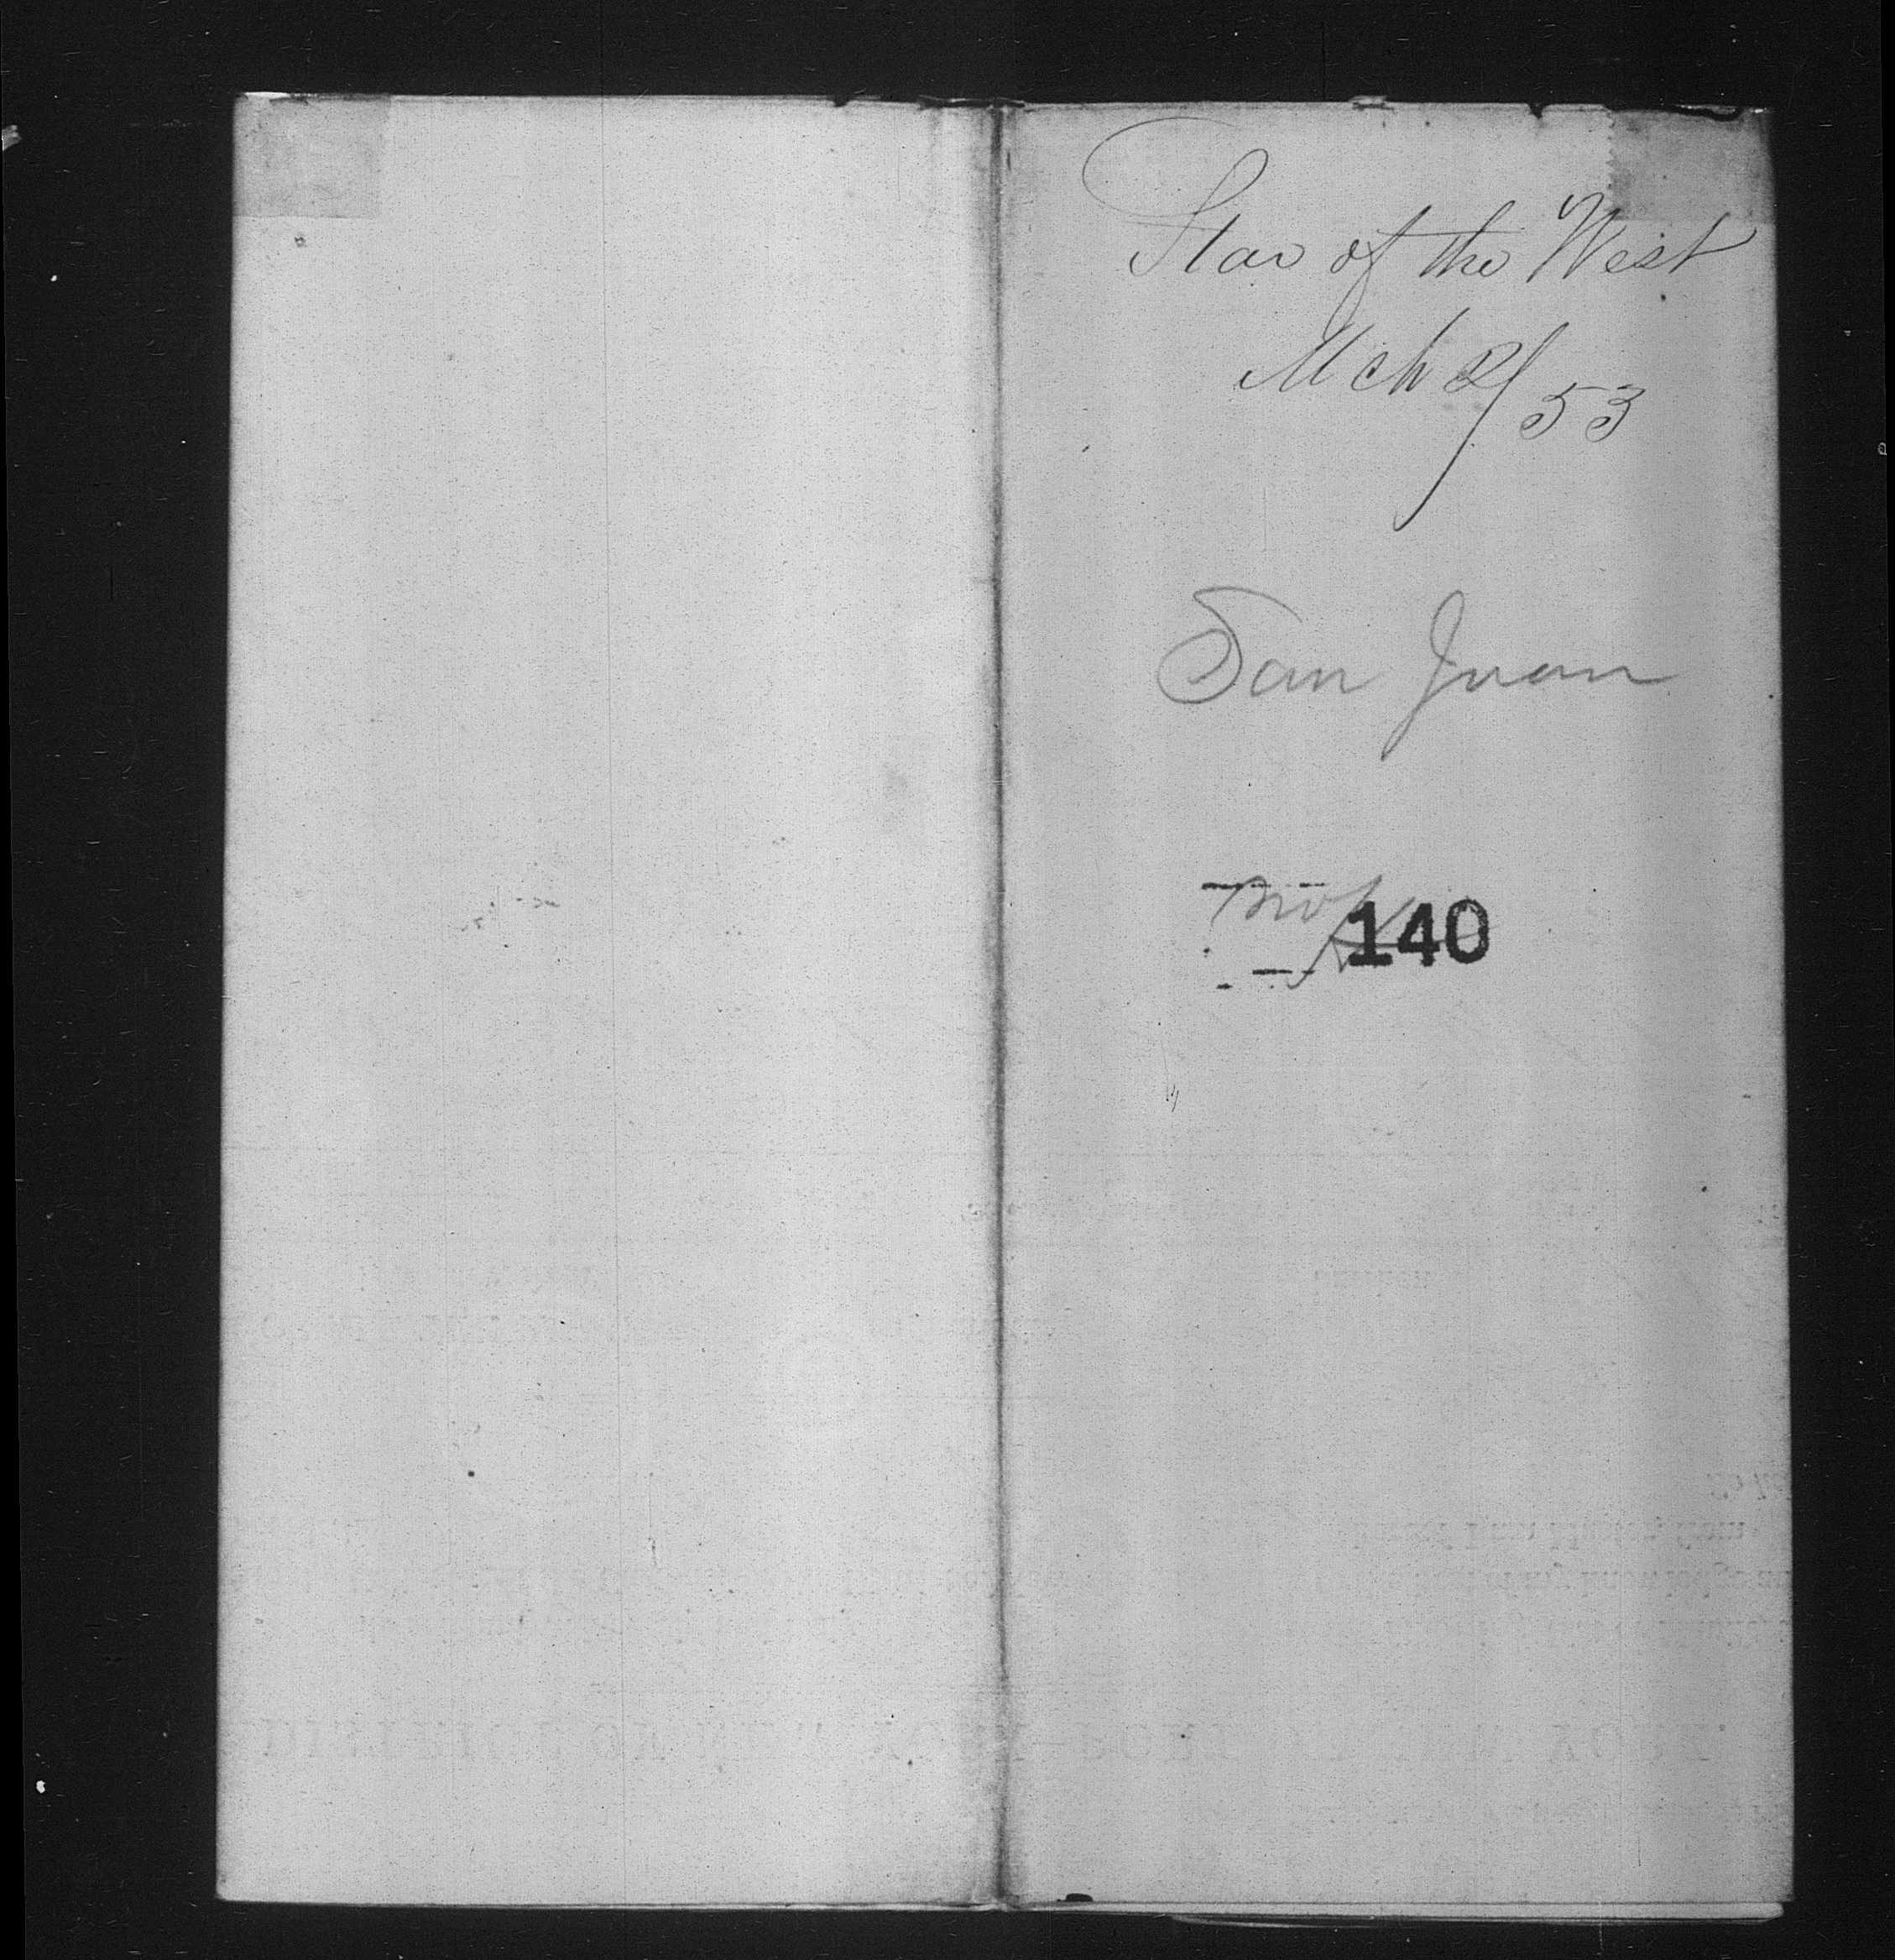 Star of the West
Mch 2/53
San Juan
140